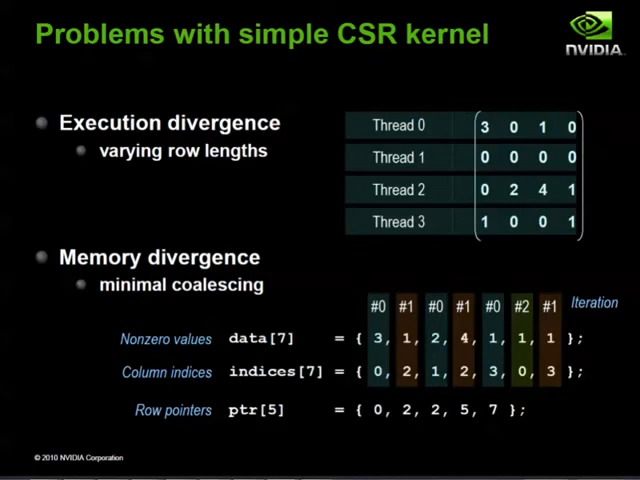 Problems with simple CSR kernel
NVIDIA.
Execution divergence
varying row lengths
Thread 0 3 0 1 0
Thread 1 0 0 0 0
Thread 2 0 2 4 1
Thread 3 1 0 0 1
Memory divergence
minimal coalescing
#0 #1 #0 #1 #0 #2 #1 Iteration
Nonzero values data[7] = { 3, 1, 2, 4, 1, 1, 1 };
Column indices indices[7] = { 0, 2, 1, 2, 3, 0, 3 };
Row pointers ptr[5] = { 0, 2, 2, 5, 7 };
© 2010 NVIDIA Corporation